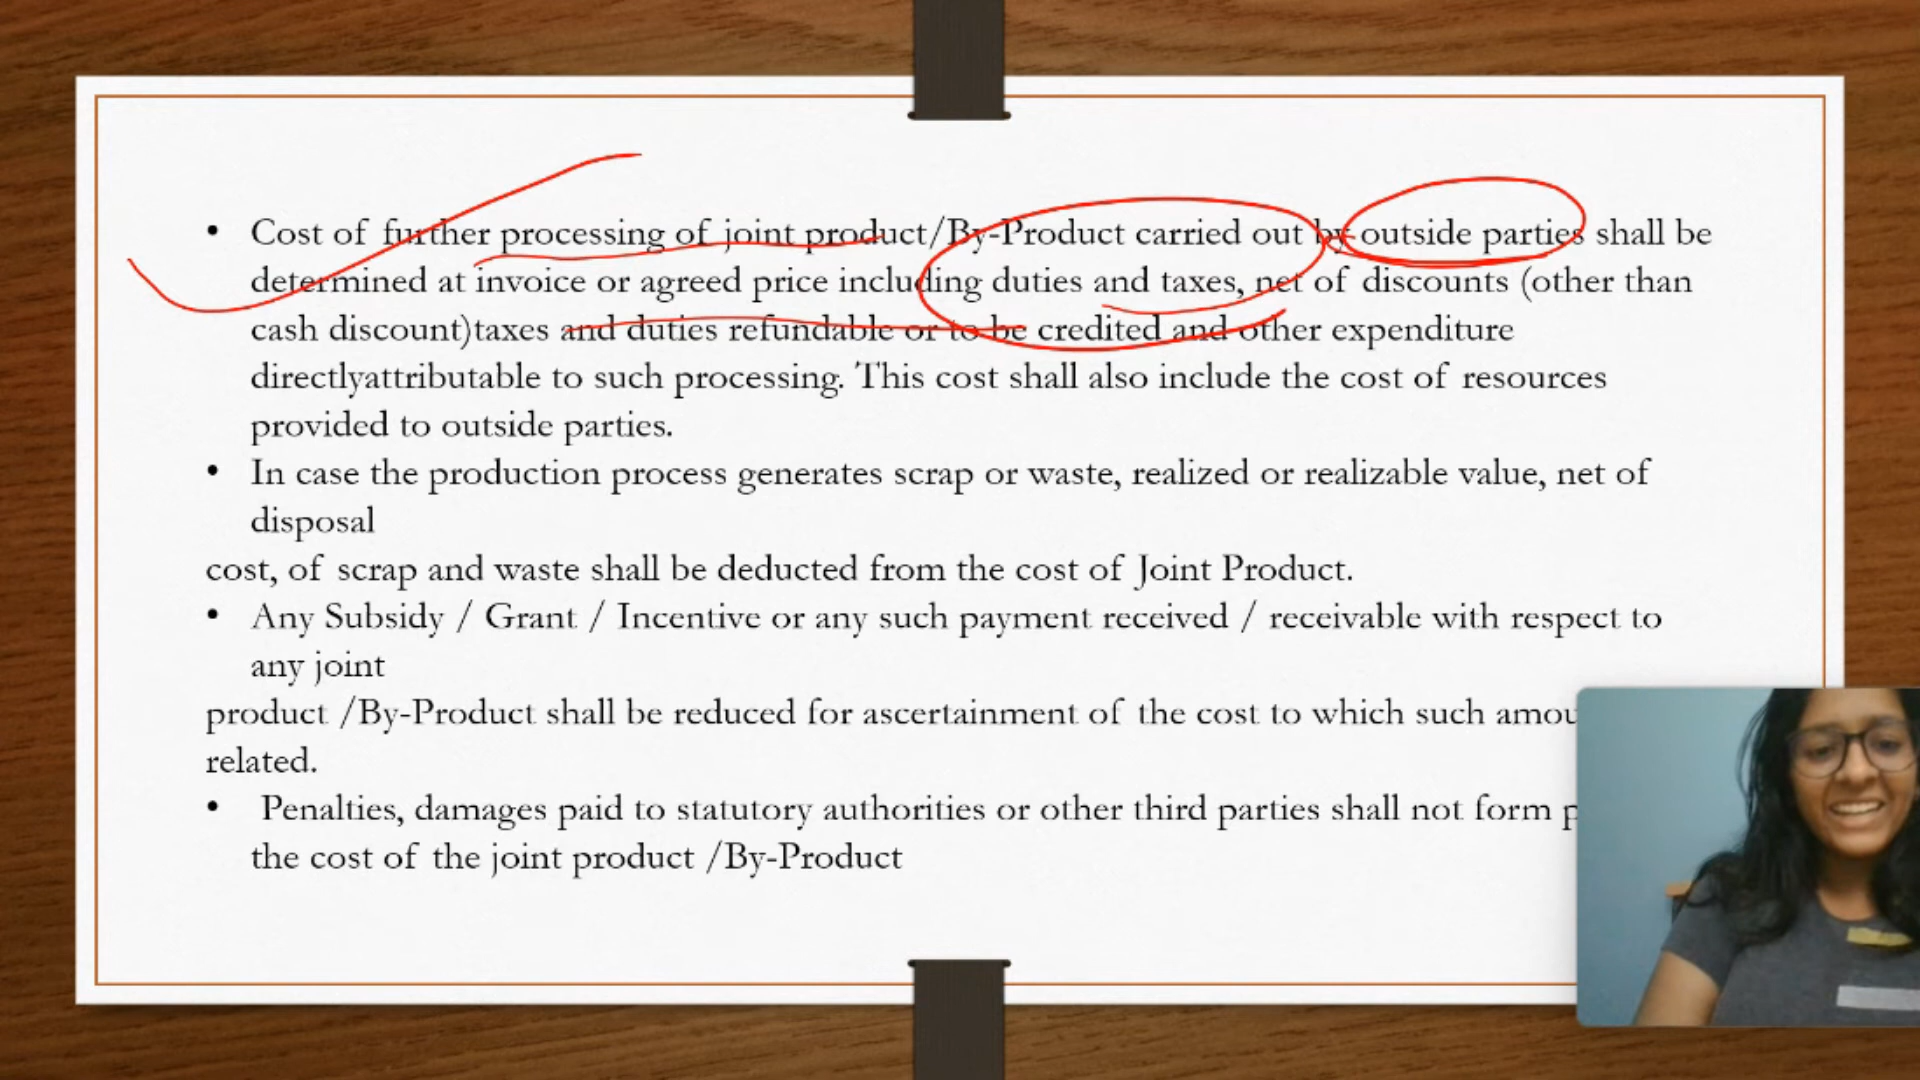 • Cost of further processing of joint product/By-Product carried out by outside parties shall be
determined at invoice or agreed price including duties and taxes, net of discounts (other than
cash discount)taxes and duties refundable or to be credited and other expenditure
directlyattributable to such processing. This cost shall also include the cost of resources
provided to outside parties.
• In case the production process generates scrap or waste, realized or realizable value, net of
disposal
cost, of scrap and waste shall be deducted from the cost of Joint Product.
• Any Subsidy / Grant / Incentive or any such payment received / receivable with respect to
any joint
product /By-Product shall be reduced for ascertainment of the cost to which such
related.
• Penalties, damages paid to statutory authorities or other third parties shall not form
the cost of the joint product /By-Product